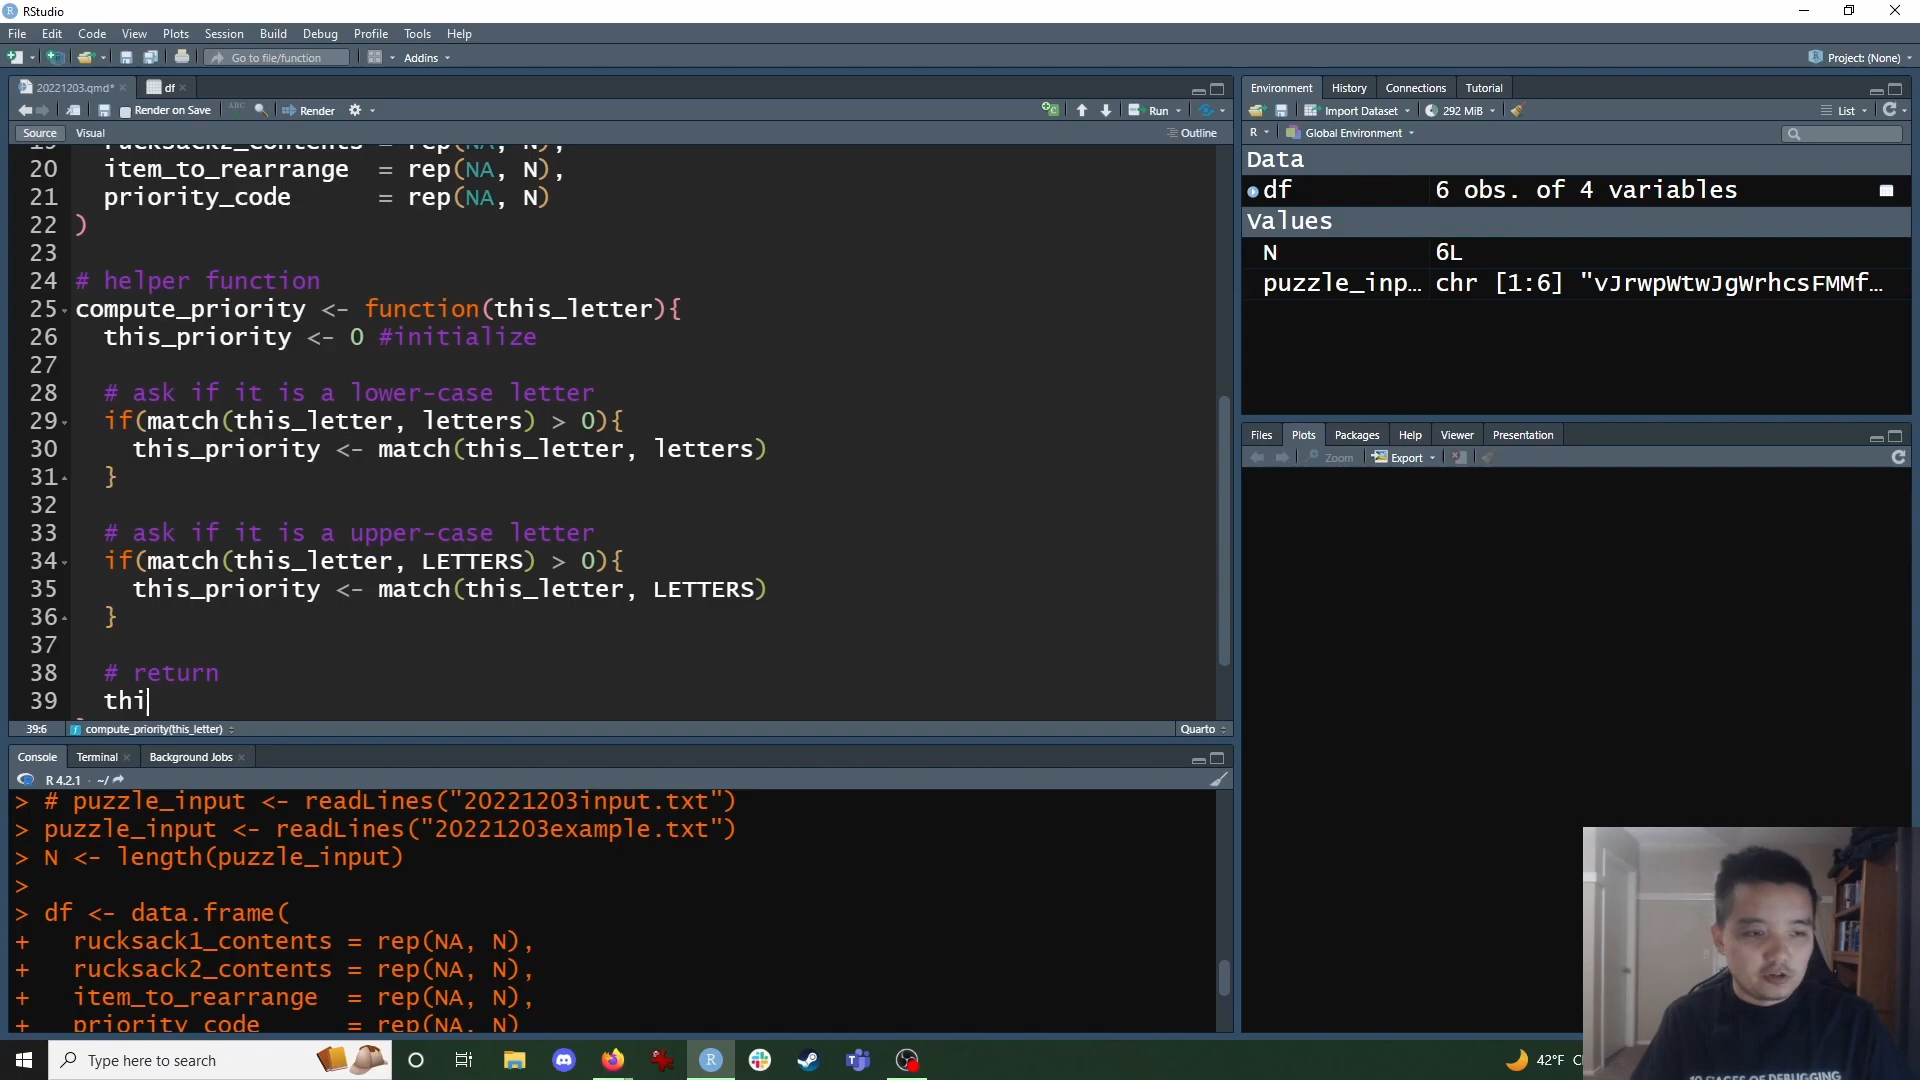 RStudio
File Edit Code View Plots Session Build Debug Profile Tools Help
Go to file/function Addins Project: (None)
20221203.qmd* df
Render on Save ABC Render Run
Source Visual Outline
19 rucksack2_contents = rep(NA, N),
20 item_to_rearrange = rep(NA, N),
21 priority_code = rep(NA, N)
22 )
23
24 # helper function
25 compute_priority <- function(this_letter){
26 this_priority <- 0 #initialize
27
28 # ask if it is a lower-case letter
29 if(match(this_letter, letters) > 0){
30 this_priority <- match(this_letter, letters)
31 }
32
33 # ask if it is a upper-case letter
34 if(match(this_letter, LETTERS) > 0){
35 this_priority <- match(this_letter, LETTERS)
36 }
37
38 # return
39 thi
39:6 compute_priority(this_letter) Quarto
Console Terminal Background Jobs
R 4.2.1 · ~/
> # puzzle_input <- readLines("20221203input.txt")
> puzzle_input <- readLines("20221203example.txt")
> N <- length(puzzle_input)
>
> df <- data.frame(
+ rucksack1_contents = rep(NA, N),
+ rucksack2_contents = rep(NA, N),
+ item_to_rearrange = rep(NA, N),
+ priority_code = rep(NA, N)
Environment History Connections Tutorial
Import Dataset 292 MiB List
R Global Environment
Data
df 6 obs. of 4 variables
Values
N 6L
puzzle_inp… chr [1:6] "vJrwpWtwJgWrhcsFMMf…
Files Plots Packages Help Viewer Presentation
Zoom Export
OF DEBUGGING
Type here to search
42°F